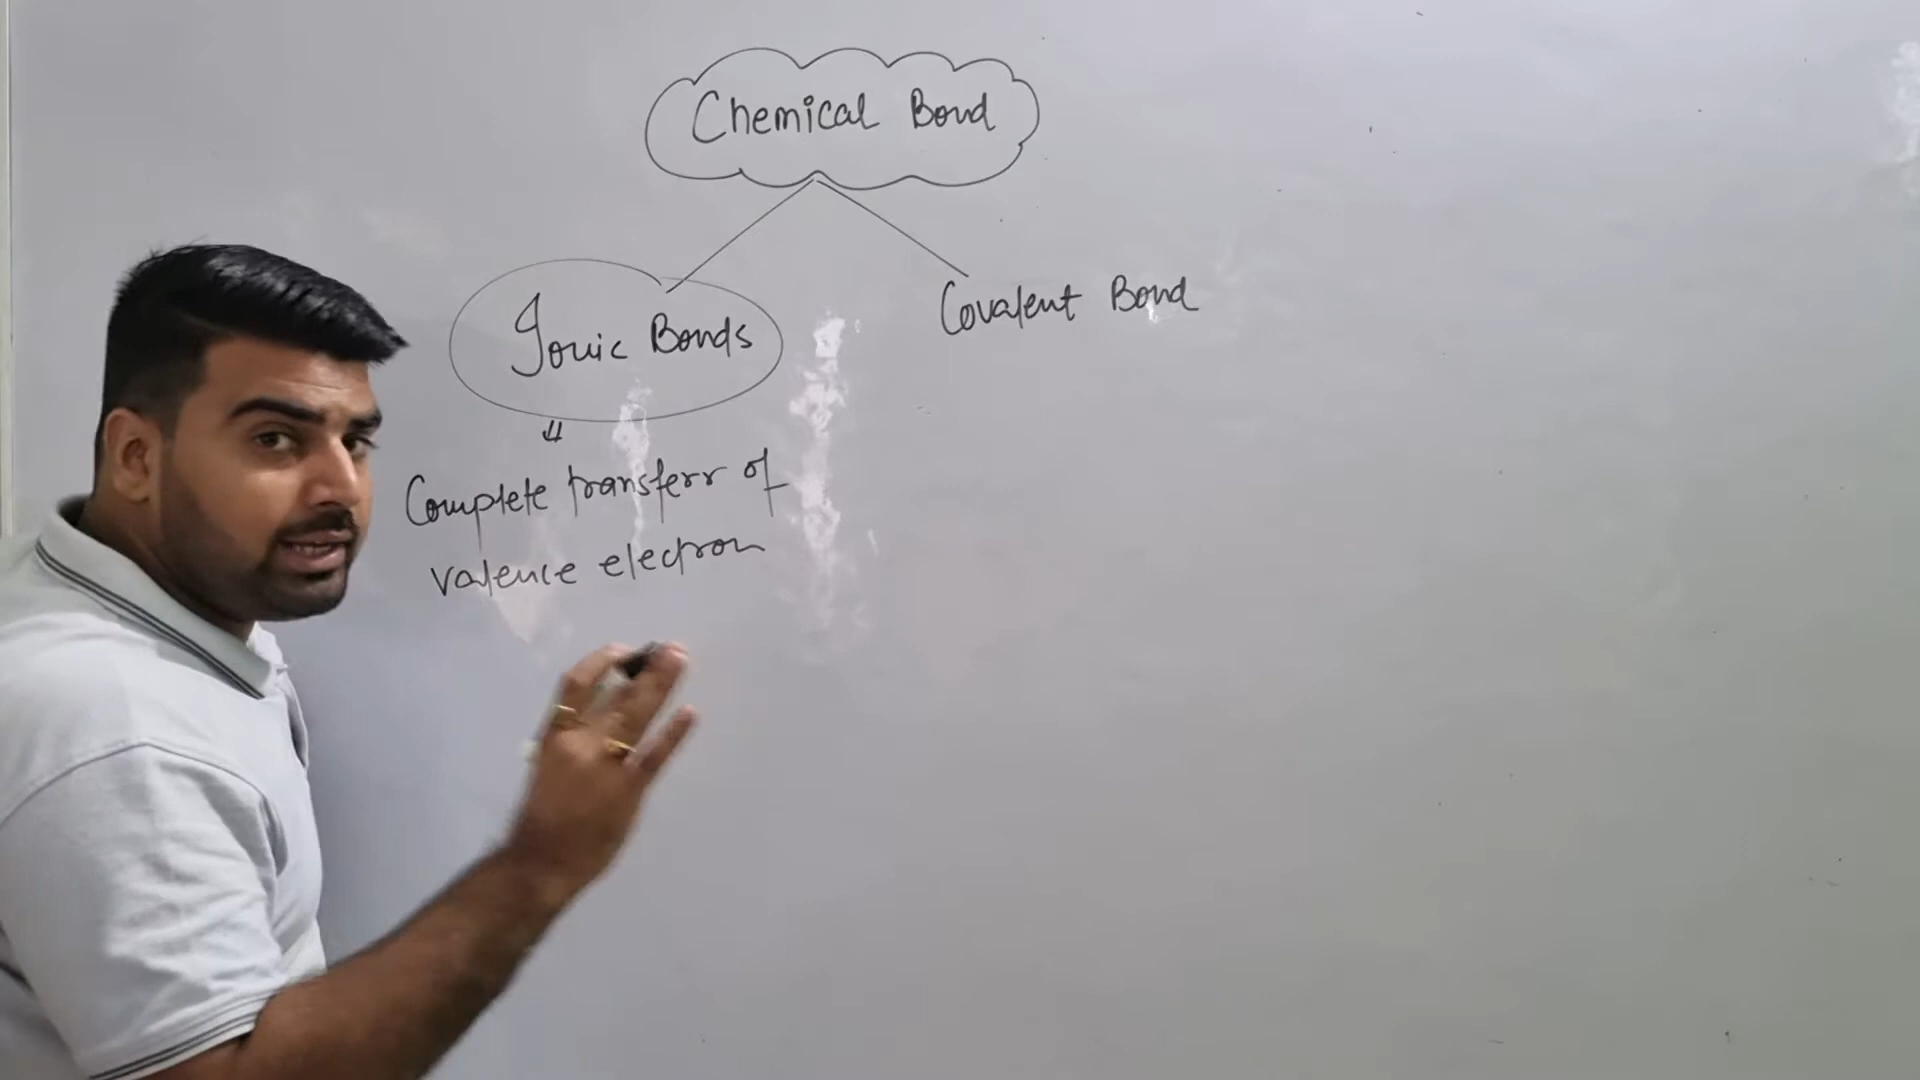 Chemical Bond
Ionic Bonds
Covalent Bond
Complete transferr of
valence electron